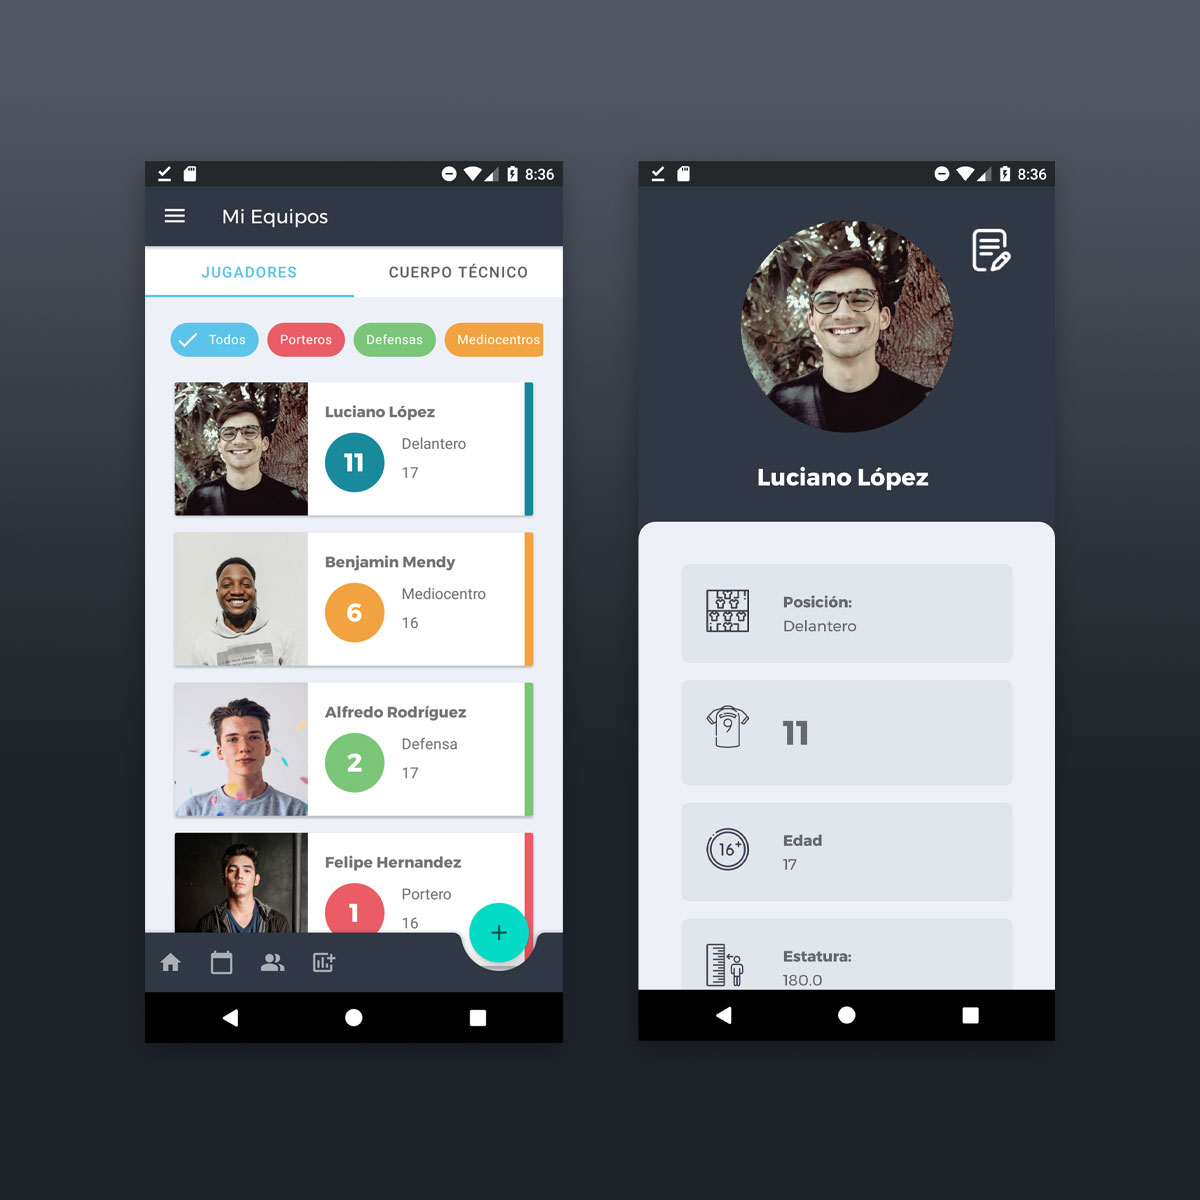 8:36
Mi Equipos
JUGADORES CUERPO TÉCNICO
Todos Porteros Defensas Mediocentros
Luciano López
11 Delantero
17
Benjamin Mendy
6 Mediocentro
16
Alfredo Rodríguez
2 Defensa
17
Felipe Hernandez
1 Portero
16
+
8:36
Luciano López
Posición:
Delantero
9
11
16+
Edad
17
Estatura:
180.0